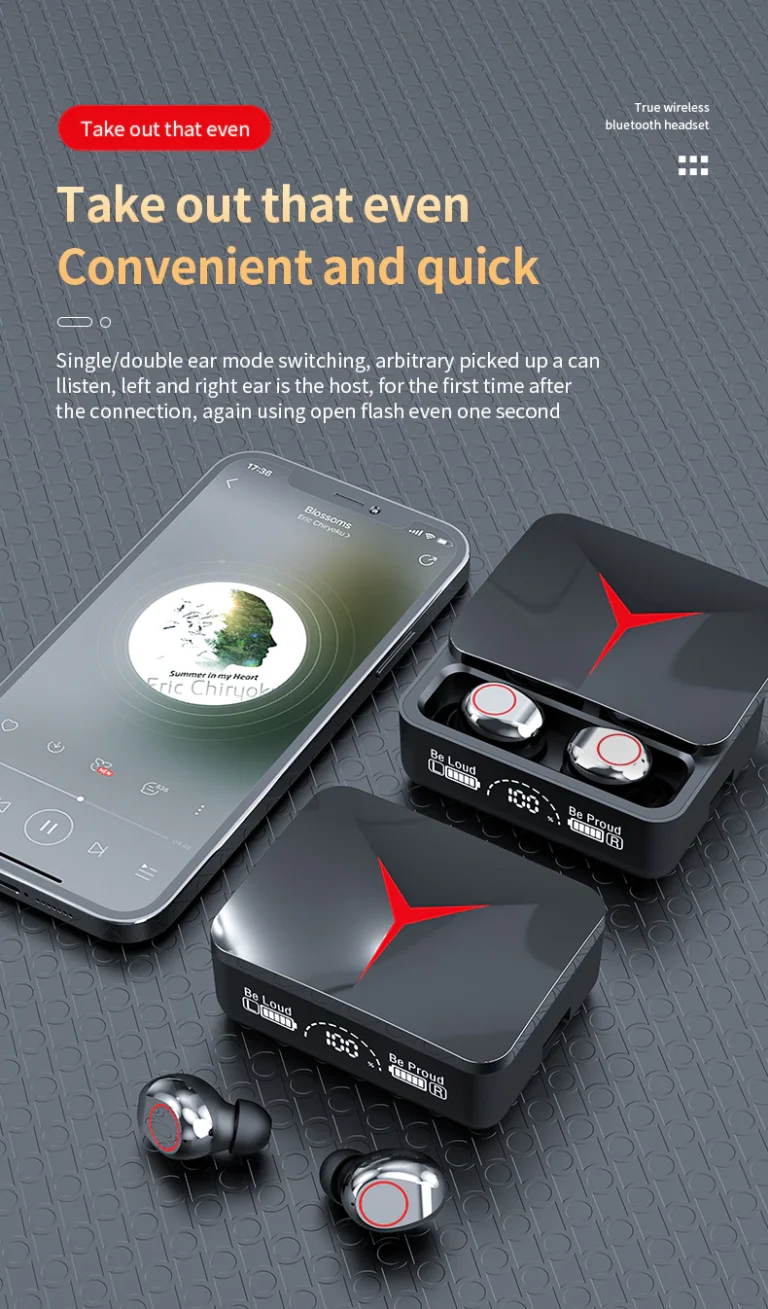 Take out that even
True wireless
bluetooth headset
Take out that even
Convenient and quick
Single/double ear mode switching, arbitrary picked up a can
llisten, left and right ear is the host, for the first time after
the connection, again using open flash even one second
17:36
Blossoms
Eric Chiryoku
Summer in my Heart
Eric Chiryoku
NEW
Be Loud
L
100 %
Be Proud
R
Be Loud
L
100 %
Be Proud
R